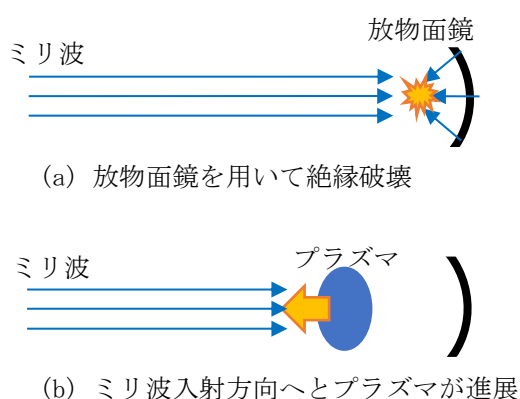 放物面鏡
ミリ波
(a) 放物面鏡を用いて絶縁破壊
プラズマ
ミリ波
(b) ミリ波入射方向へとプラズマが進展